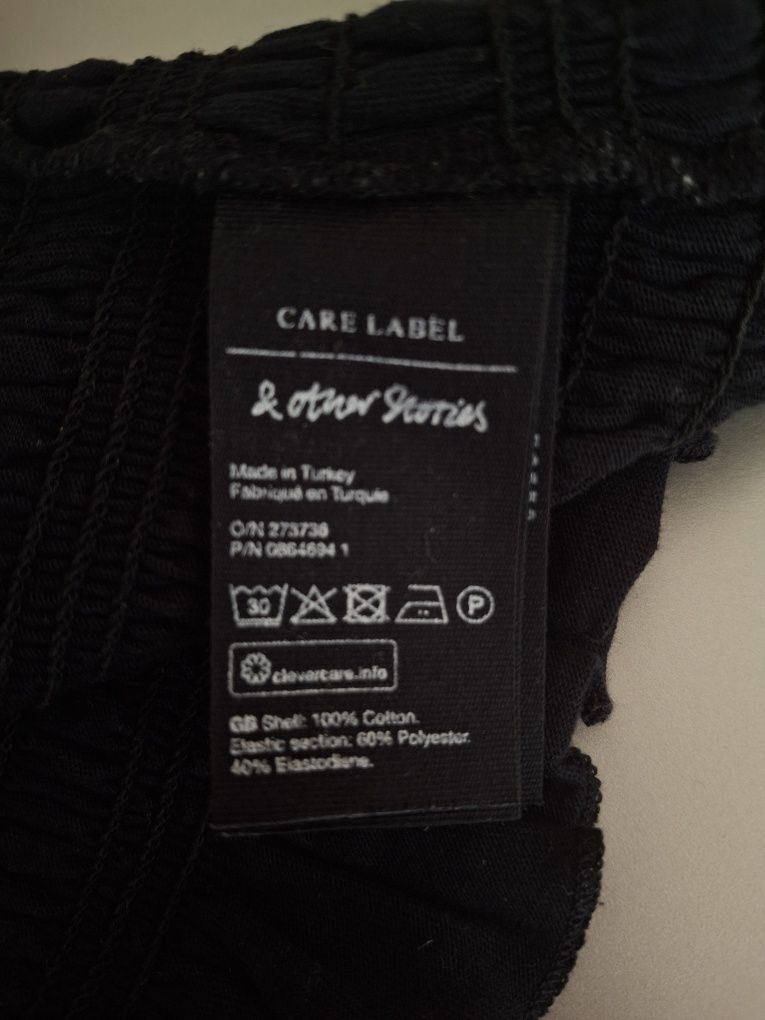 CARE LABEL
& other Stories
Made in Turkey
Fabriqué en Turquie
O/N 273738
P/N 0864694 1
30
P
clevercare.info
GB Shell: 100% Cotton.
Elastic section: 60% Polyester.
40% Elastodiene.